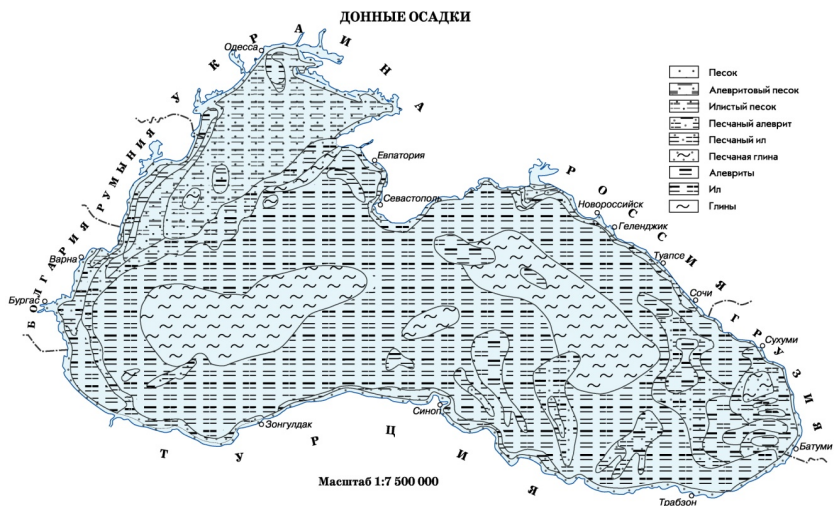 ДОННЫЕ ОСАДКИ
УКРАИНА
Одесса
Песок
Алевритовый песок
Илистый песок
Песчаный алеврит
Песчаный ил
Песчаная глина
Алевриты
Ил
Глины
РУМЫНИЯ
Евпатория
Севастополь
РОССИЯ
Новороссийск
Геленджик
БОЛГАРИЯ
Варна
Туапсе
Бургас
Сочи
ГРУЗИЯ
Сухуми
Синоп
Зонгулдак
ТУРЦИЯ
Батуми
Масштаб 1:7 500 000
Трабзон